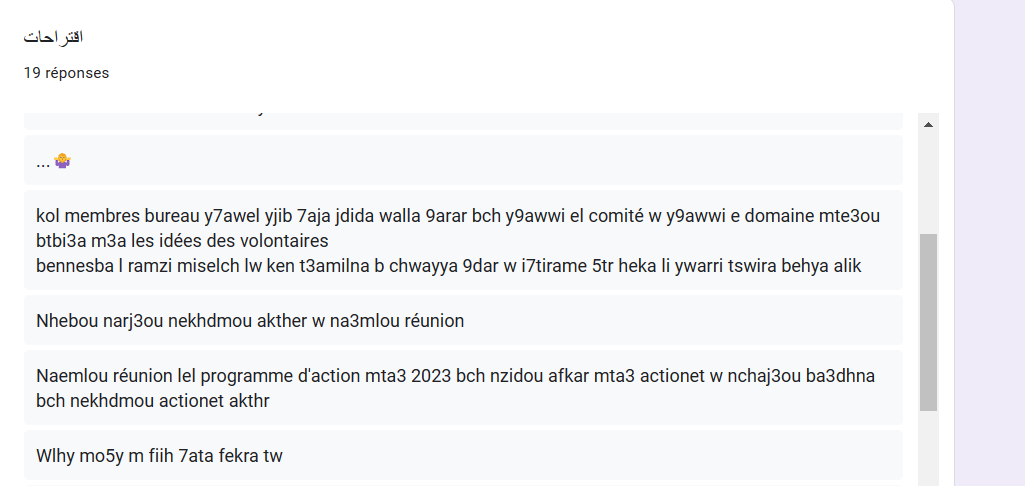 اقتراحات
19 réponses
... 🤷
kol membres bureau y7awel yjib 7aja jdida walla 9arar bch y9awwi el comité w y9awwi e domaine mte3ou
btbi3a m3a les idées des volontaires
bennesba l ramzi miselch lw ken t3amilna b chwayya 9dar w i7tirame 5tr heka li ywarri tswira behya alik
Nhebou narj3ou nekhdmou akther w na3mlou réunion
Naemlou réunion lel programme d'action mta3 2023 bch nzidou afkar mta3 actionet w nchaj3ou ba3dhna
bch nekhdmou actionet akthr
Wlhy mo5y m fiih 7ata fekra tw